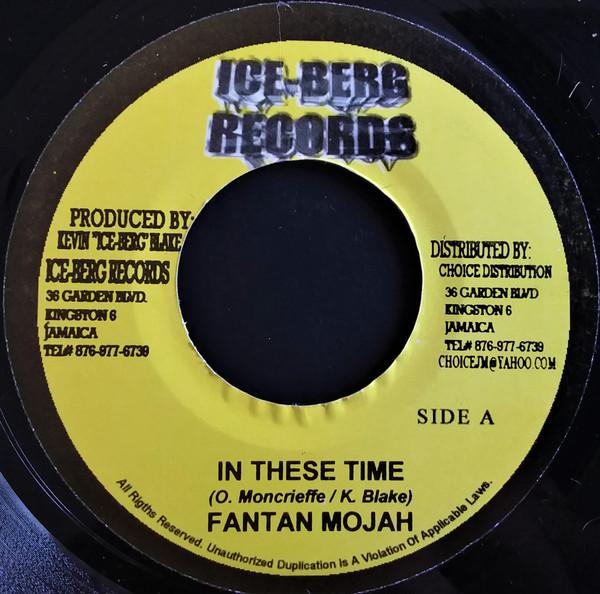 ICE-BERG
RECORDS
PRODUCED BY:
KEVIN "ICE-BERG" BLAKE
ICE-BERG RECORDS
36 GARDEN BLVD.
KINGSTON 6
JAMAICA
TEL# 876-977-6739
DISTRIBUTED BY:
CHOICE DISTRIBUTION
36 GARDEN BLVD
KINGSTON 6
JAMAICA
TEL# 876-977-6739
CHOICEJM@YAHOO.COM
SIDE A
IN THESE TIME
(O. Moncrieffe / K. Blake)
FANTAN MOJAH
All Rigths Reserved. Unauthorized Duplication Is A Violation Of Applicable Laws.